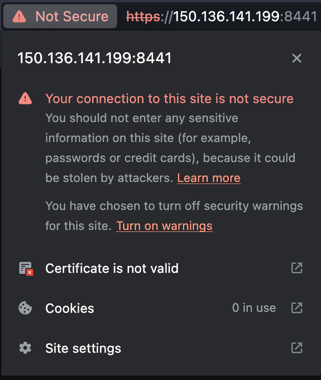 Not Secure https://150.136.141.199:8441
150.136.141.199:8441
Your connection to this site is not secure
You should not enter any sensitive
information on this site (for example,
passwords or credit cards), because it could
be stolen by attackers. Learn more
You have chosen to turn off security warnings
for this site. Turn on warnings
Certificate is not valid
Cookies 0 in use
Site settings